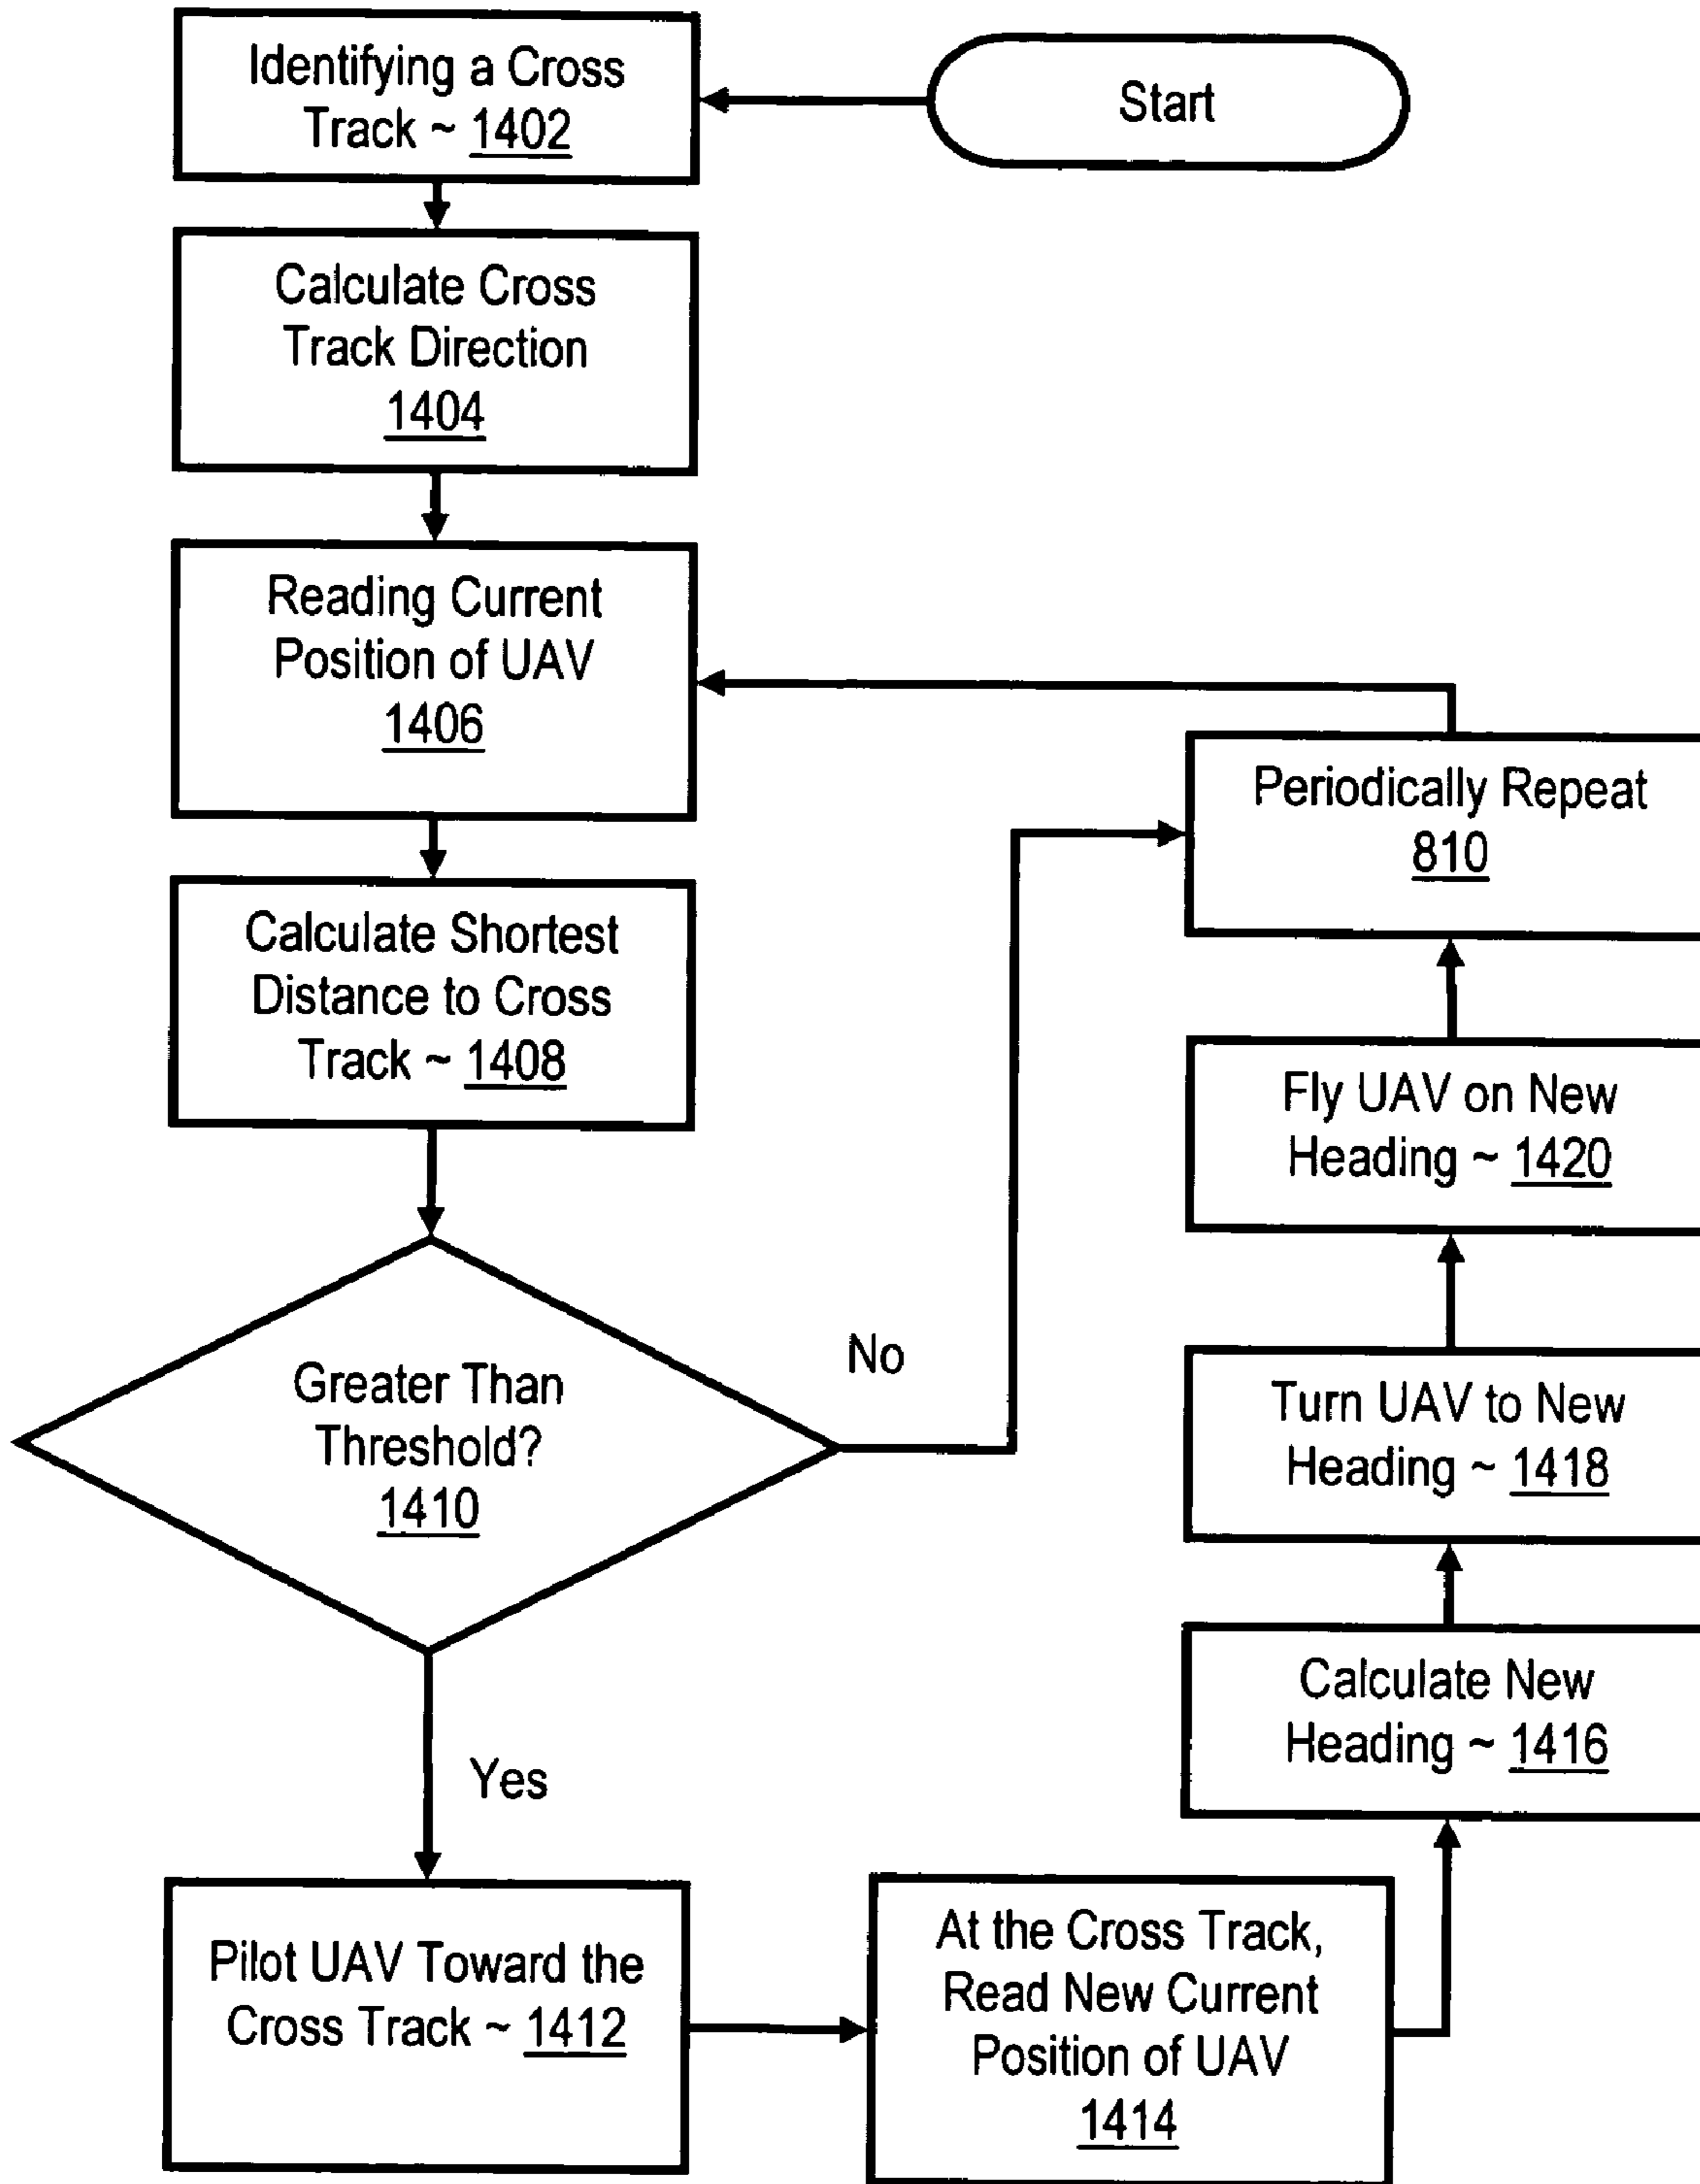 Start
Identifying a Cross
Track ~ 1402
Calculate Cross
Track Direction
1404
Reading Current
Position of UAV
1406
Calculate Shortest
Distance to Cross
Track ~ 1408
Greater Than
Threshold?
1410
No
Yes
Pilot UAV Toward the
Cross Track ~ 1412
At the Cross Track,
Read New Current
Position of UAV
1414
Calculate New
Heading ~ 1416
Turn UAV to New
Heading ~ 1418
Fly UAV on New
Heading ~ 1420
Periodically Repeat
810